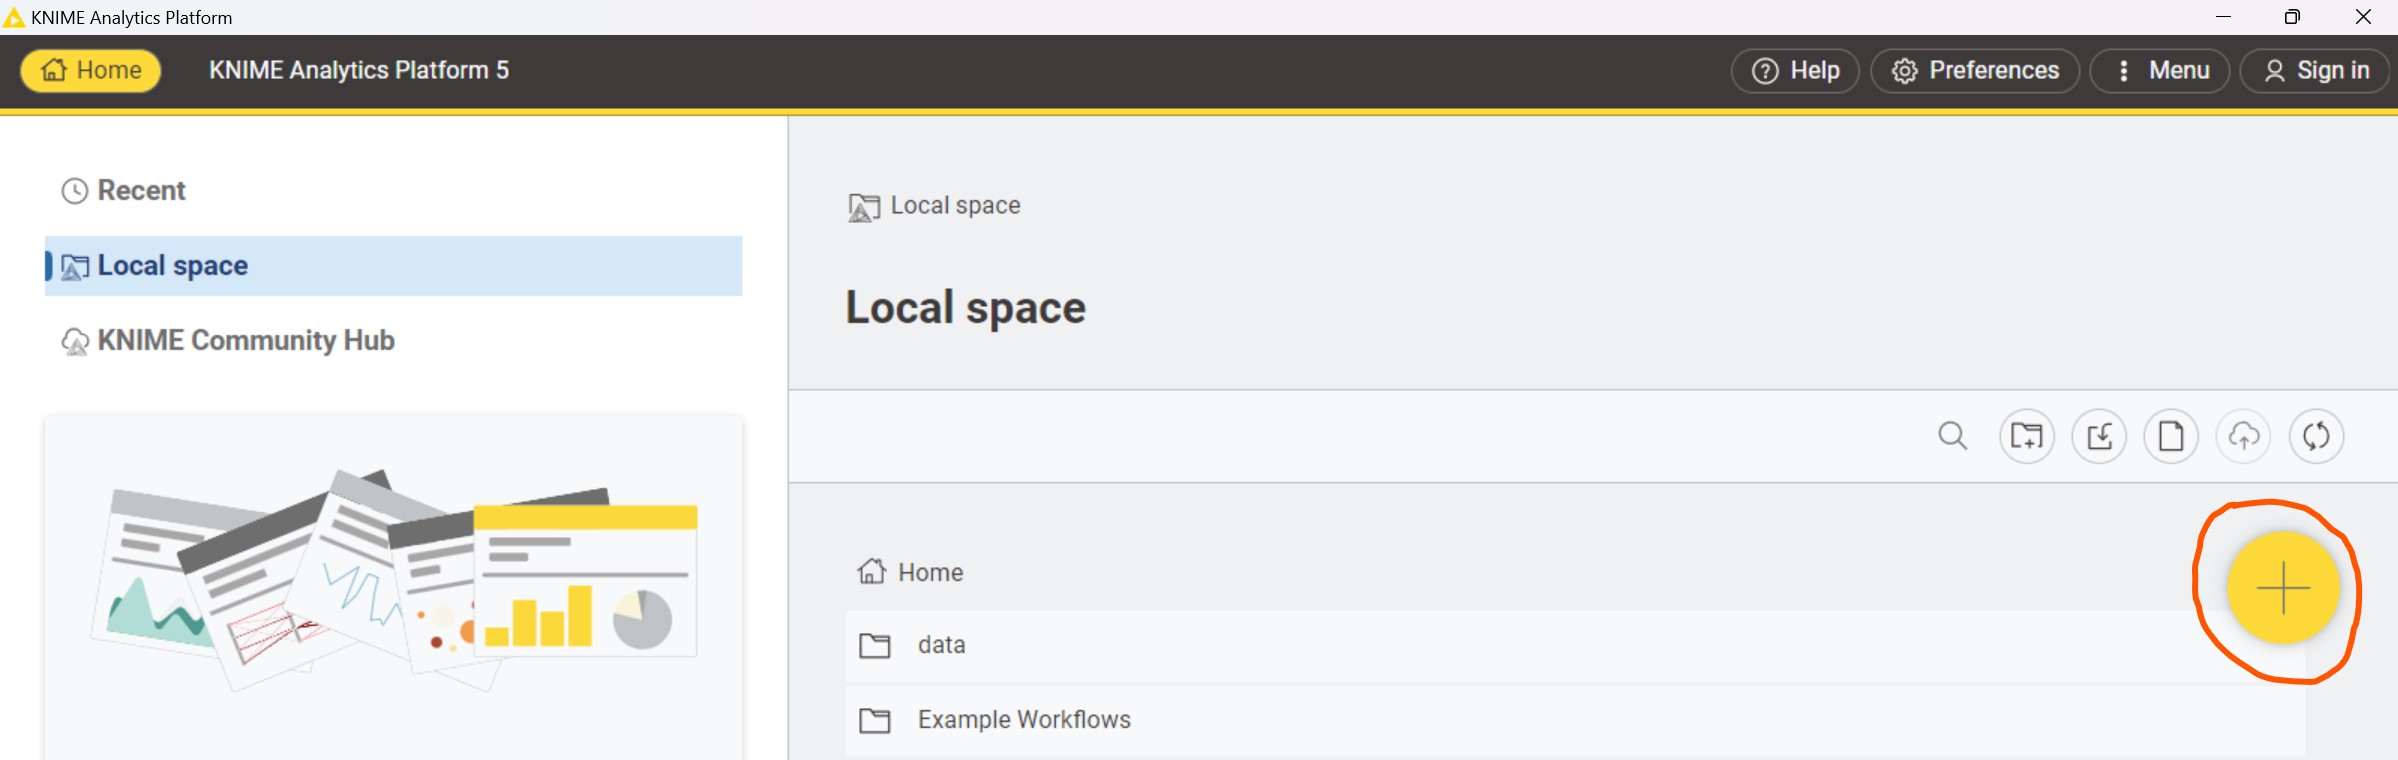 KNIME Analytics Platform
Home
KNIME Analytics Platform 5
Help
Preferences
Menu
Sign in
Recent
Local space
KNIME Community Hub
Local space
Local space
Home
data
Example Workflows